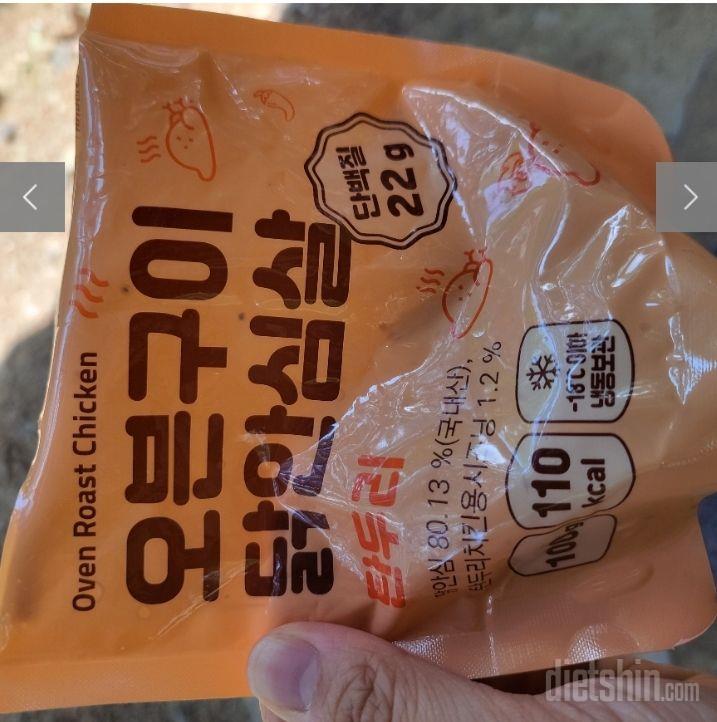 Oven Roast Chicken
오븐구이
닭안심살
탄두리
단백질
22g
닭안심 80.13 %(국내산),
탄두리치킨용시즈닝 1.2 %
100g
110
kcal
-18℃이하
냉동보관
dietshin.com